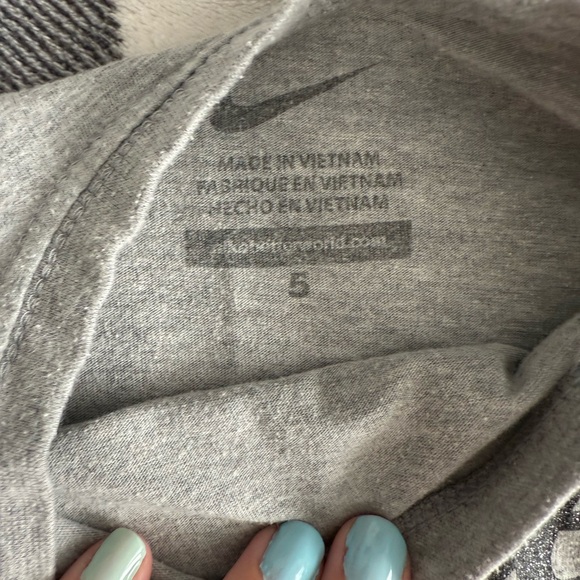 MADE IN VIETNAM
FABRIQUE EN VIETNAM
HECHO EN VIETNAM
nikebetterworld.com
5